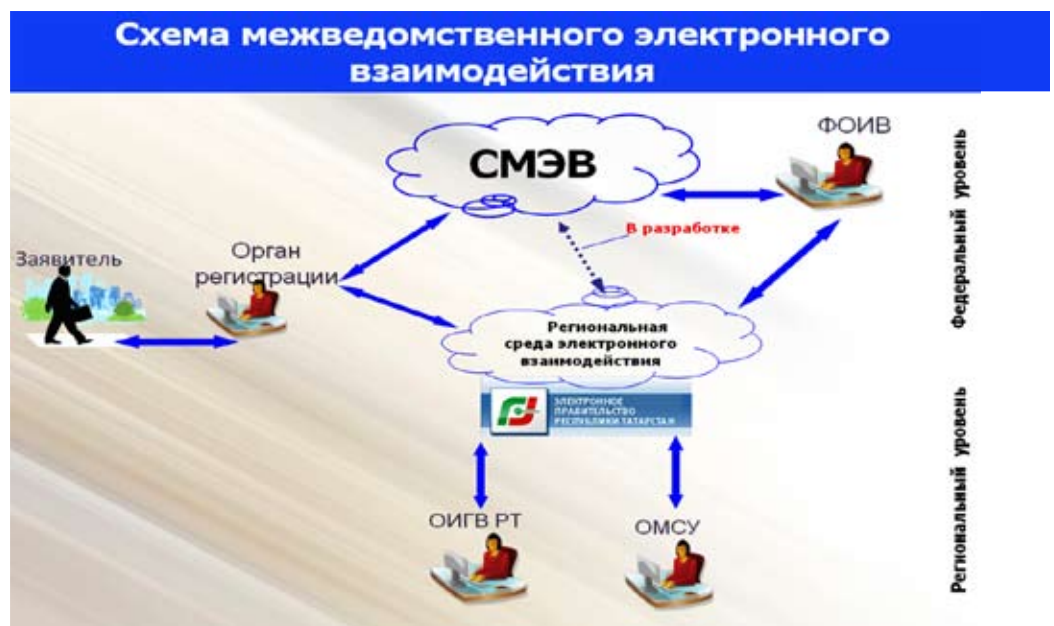 Схема межведомственного электронного
взаимодействия
СМЭВ
ФОИВ
Федеральный уровень
В разработке
Заявитель
Орган
регистрации
Региональная
среда электронного
взаимодействия
ЭЛЕКТРОННОЕ
ПРАВИТЕЛЬСТВО
РЕСПУБЛИКИ ТАТАРСТАН
Региональный уровень
ОИГВ РТ
ОМСУ